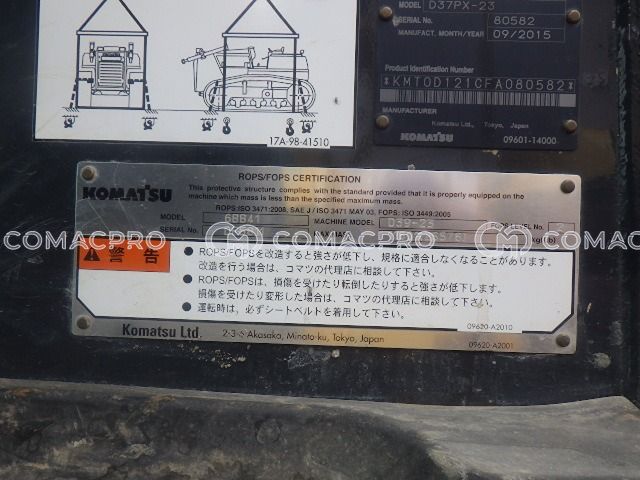 MODEL D37PX-23
SERIAL NO. 80582
MANUFACT. MONTH/YEAR 09/2015
Product Identification Number
*KMT0D121CFA080582*
MANUFACTURER
Komatsu Ltd., Tokyo, Japan
KOMATSU 09601-14000
17A-98-41510
ROPS/FOPS CERTIFICATION
KOMATSU
This protective structure complies with the standard provided that it is properly equipped on the
machine which mass is less than the specified maximum mass.
ROPS:ISO 3471:2008, SAE J/ISO 3471 MAY 03, FOPS: ISO 3449:2005
MODEL MACHINE MODEL FOPS LEVEL NO.
SERIAL NO. MAX MASS kg(lb)
COMACPRO COMACPRO COMACPRO
警告
● ROPS/FOPSを改造すると強さが低下し、規格に適合しなくなることがあります。
改造を行う場合は、コマツの代理店に相談して下さい。
● ROPS/FOPSは、損傷を受けたり転倒したりすると強さが低下します。
損傷を受けたり変形した場合は、コマツの代理店に相談して下さい。
● 運転時は、必ずシートベルトを着用して下さい。
09620-A2010
Komatsu Ltd. 2-3-6 Akasaka, Minato-ku, Tokyo, Japan 09620-A2001